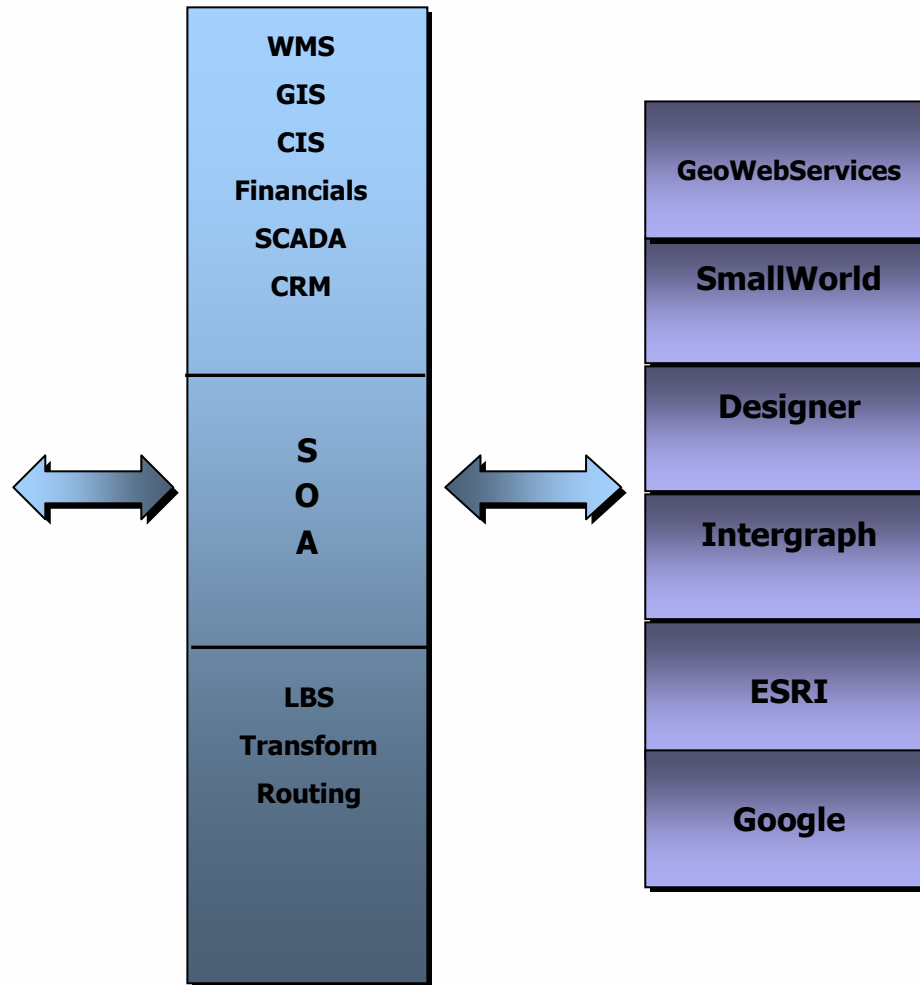 WMS
GIS
CIS
Financials
SCADA
CRM
S
O
A
LBS
Transform
Routing
GeoWebServices
SmallWorld
Designer
Intergraph
ESRI
Google